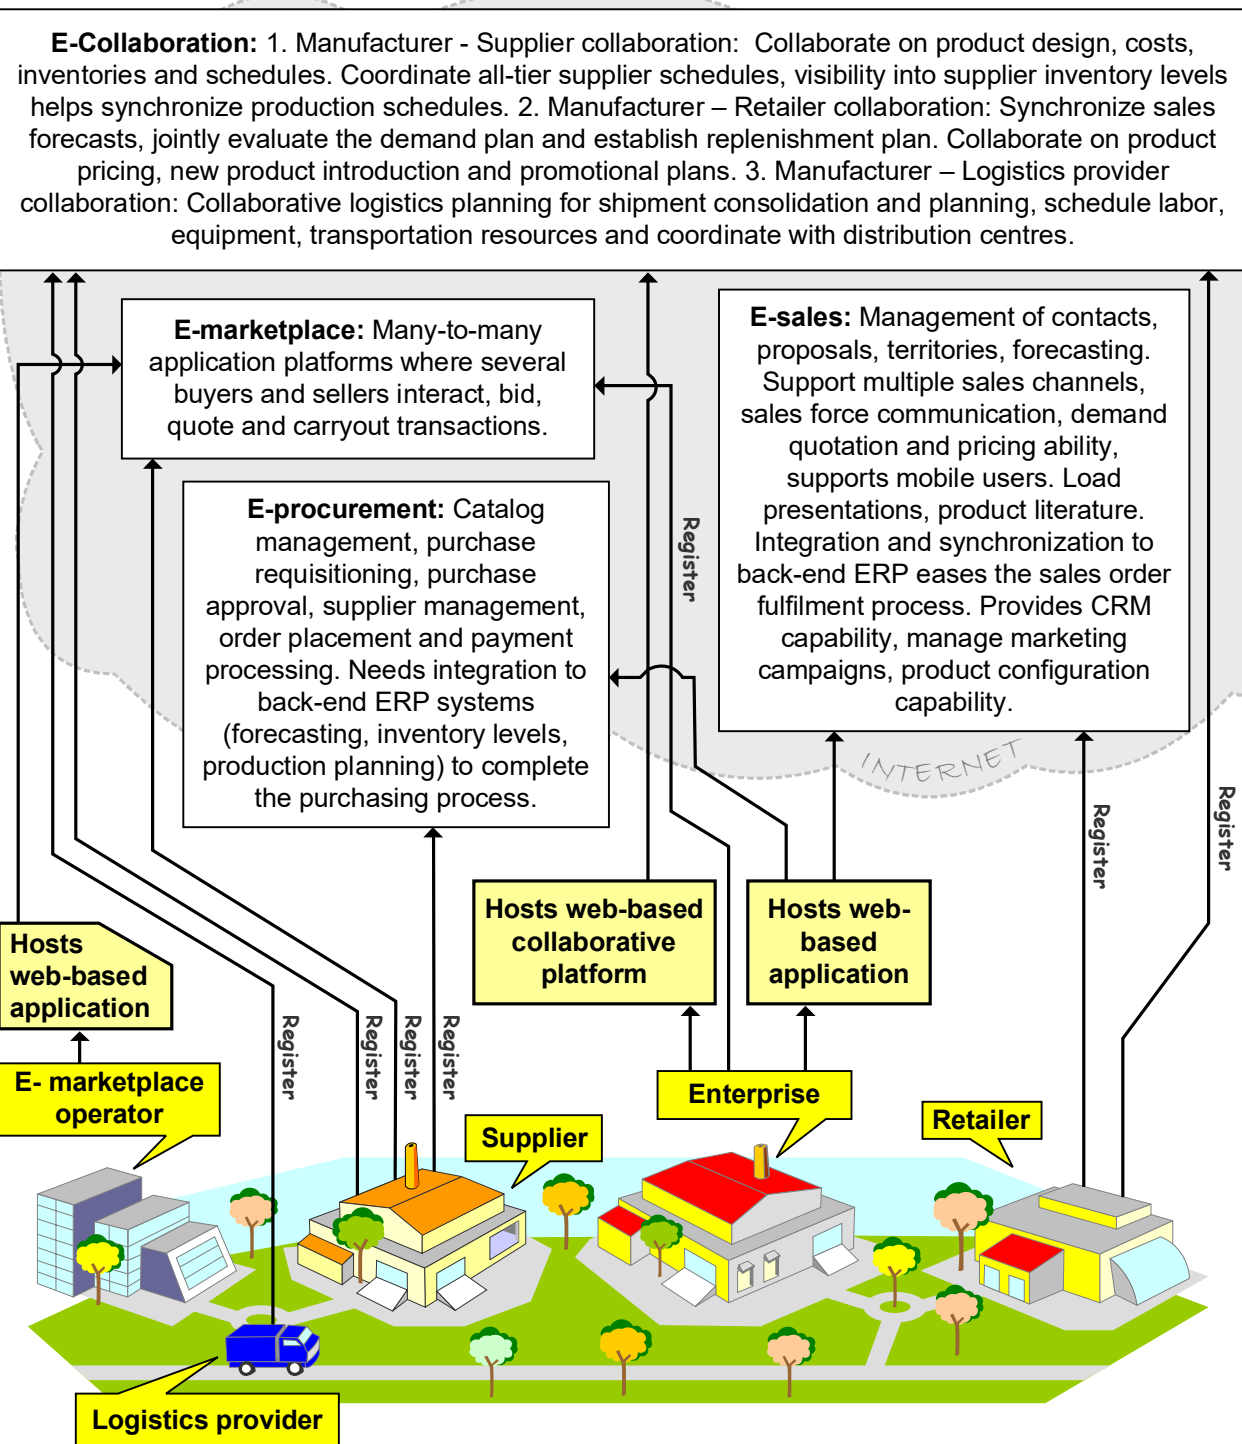 E-Collaboration: 1. Manufacturer - Supplier collaboration:  Collaborate on product design, costs,
inventories and schedules. Coordinate all-tier supplier schedules, visibility into supplier inventory levels
helps synchronize production schedules. 2. Manufacturer – Retailer collaboration: Synchronize sales
forecasts, jointly evaluate the demand plan and establish replenishment plan. Collaborate on product
pricing, new product introduction and promotional plans. 3. Manufacturer – Logistics provider
collaboration: Collaborative logistics planning for shipment consolidation and planning, schedule labor,
equipment, transportation resources and coordinate with distribution centres.
E-marketplace: Many-to-many
application platforms where several
buyers and sellers interact, bid,
quote and carryout transactions.
E-sales: Management of contacts,
proposals, territories, forecasting.
Support multiple sales channels,
sales force communication, demand
quotation and pricing ability,
supports mobile users. Load
presentations, product literature.
Integration and synchronization to
back-end ERP eases the sales order
fulfilment process. Provides CRM
capability, manage marketing
campaigns, product configuration
capability.
E-procurement: Catalog
management, purchase
requisitioning, purchase
approval, supplier management,
order placement and payment
processing. Needs integration to
back-end ERP systems
(forecasting, inventory levels,
production planning) to complete
the purchasing process.
Register
INTERNET
Register
Register
Hosts
web-based
application
Hosts web-based
collaborative
platform
Hosts web-
based
application
Register
Register
Register
Register
E- marketplace
operator
Enterprise
Supplier
Retailer
Logistics provider